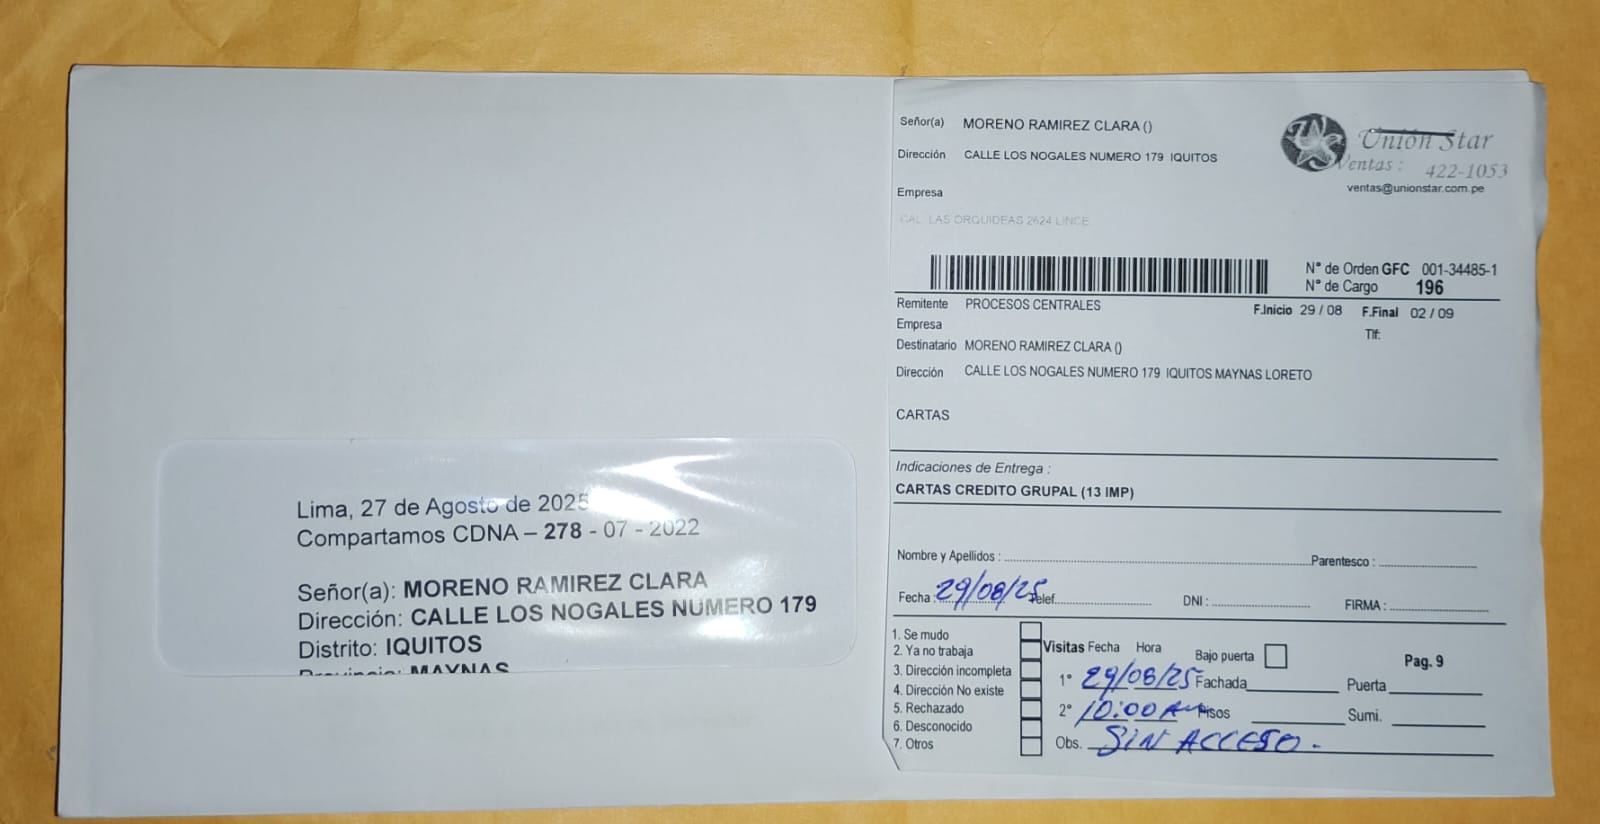 Lima, 27 de Agosto de 2025
Compartamos CDNA – 278 - 07 - 2022
Señor(a): MORENO RAMIREZ CLARA
Dirección: CALLE LOS NOGALES NUMERO 179
Distrito: IQUITOS
Provincia: MAYNAS
Señor(a) MORENO RAMIREZ CLARA ()
Dirección CALLE LOS NOGALES NUMERO 179 IQUITOS
Empresa
CAL. LAS ORQUIDEAS 2624 LINCE
Unión Star
Ventas : 422-1053
ventas@unionstar.com.pe
N° de Orden GFC 001-34485-1
N° de Cargo 196
Remitente PROCESOS CENTRALES
F.Inicio 29 / 08 F.Final 02 / 09
Empresa
Tlf:
Destinatario MORENO RAMIREZ CLARA ()
Dirección CALLE LOS NOGALES NUMERO 179 IQUITOS MAYNAS LORETO
CARTAS
Indicaciones de Entrega :
CARTAS CREDITO GRUPAL (13 IMP)
Nombre y Apellidos : Parentesco :
Fecha : 29/08/25 Telef. DNI : FIRMA :
1. Se mudo
2. Ya no trabaja
3. Dirección incompleta
4. Dirección No existe
5. Rechazado
6. Desconocido
7. Otros
Visitas Fecha Hora Bajo puerta Pag. 9
1° 29/08/25 Fachada Puerta
2° 10:00 AM Pisos Sumi.
Obs. SIN ACCESO.